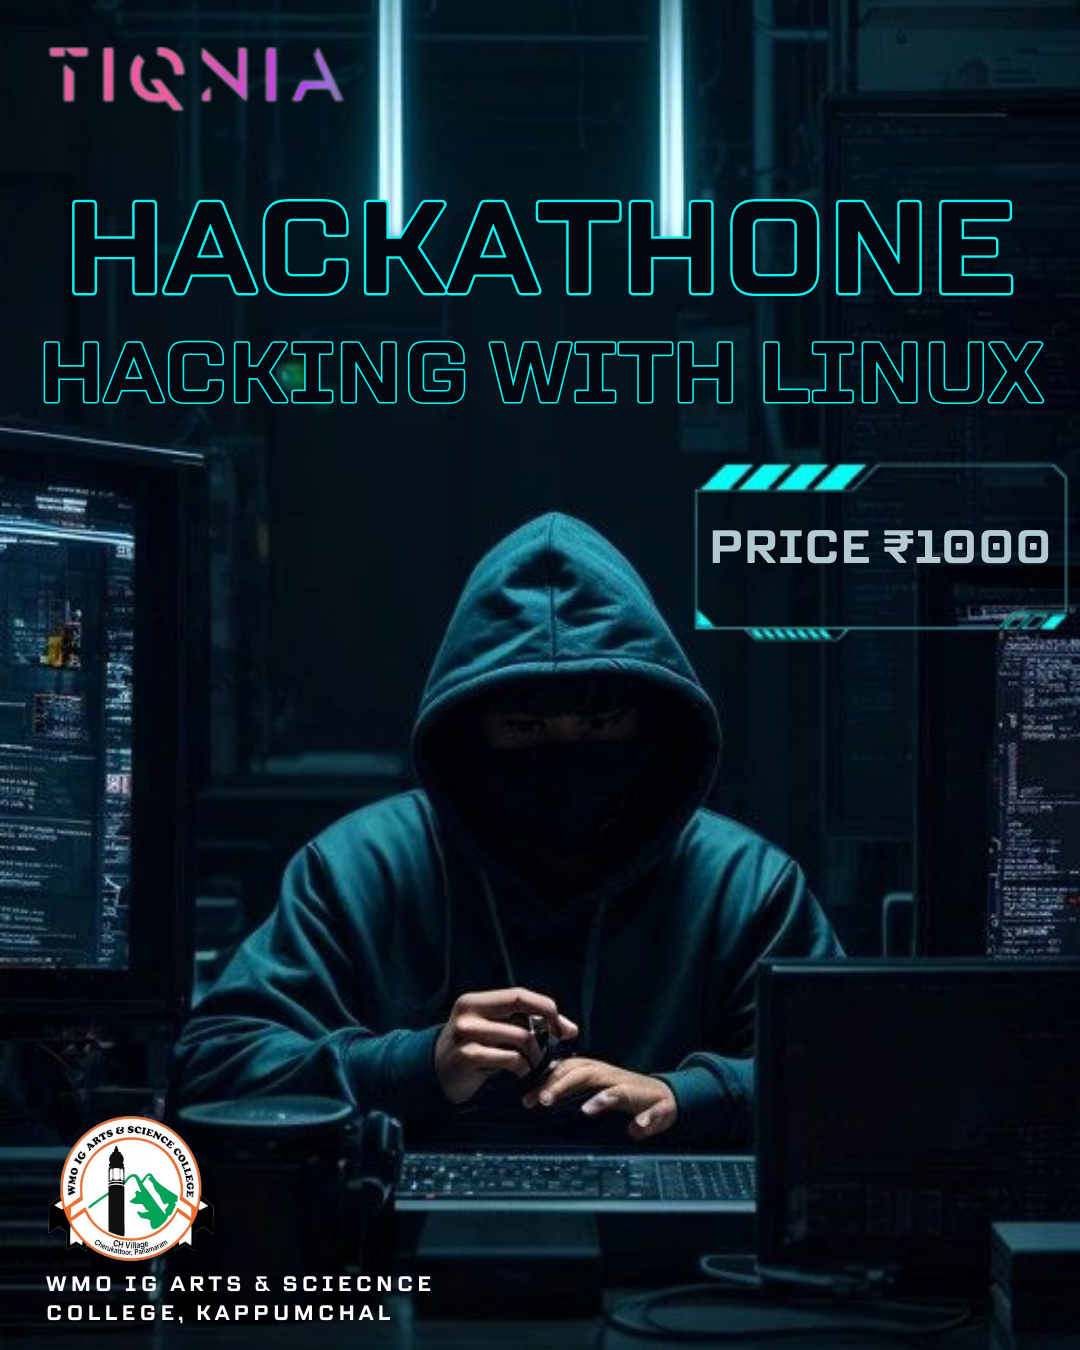 TIQNIA
HACKATHONE
HACKING WITH LINUX
PRICE ₹1000
WMO IG ARTS & SCIENCE COLLEGE
CH Village
Cherukattoor, Panamaram
WMO IG ARTS & SCIECNCE
COLLEGE, KAPPUMCHAL